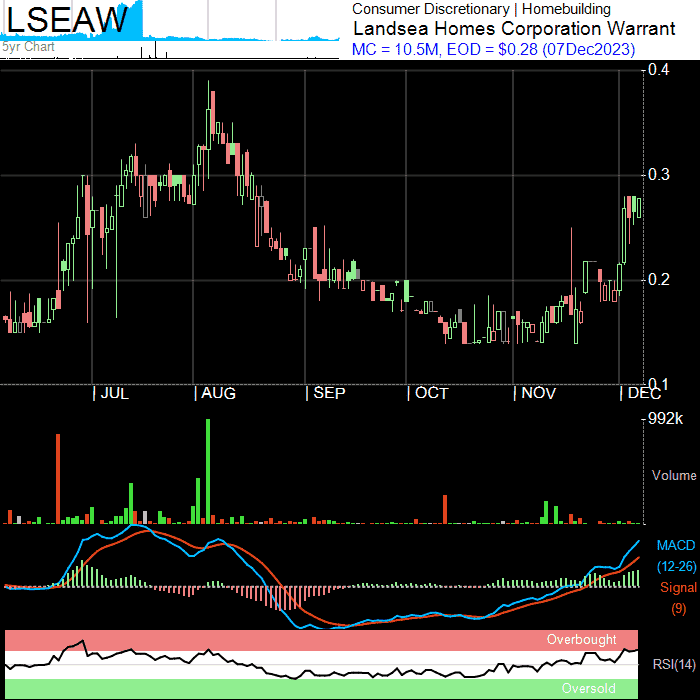 LSEAW
5yr Chart
Consumer Discretionary | Homebuilding
Landsea Homes Corporation Warrant
MC = 10.5M, EOD = $0.28 (07Dec2023)
0.4
0.3
0.2
0.1
JUL
AUG
SEP
OCT
NOV
DEC
992k
Volume
MACD
(12-26)
Signal
(9)
Overbought
RSI(14)
Oversold